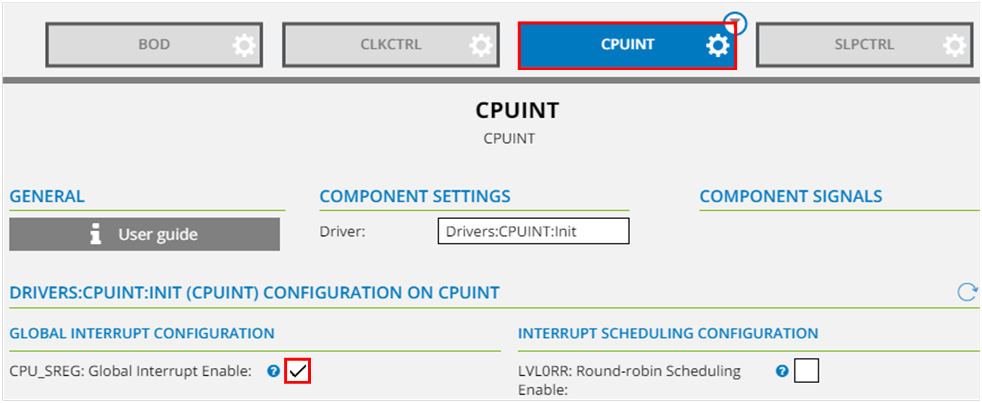 BOD
CLKCTRL
CPUINT
SLPCTRL
CPUINT
CPUINT
GENERAL
COMPONENT SETTINGS
COMPONENT SIGNALS
User guide
Driver:
Drivers:CPUINT:Init
DRIVERS:CPUINT:INIT (CPUINT) CONFIGURATION ON CPUINT
GLOBAL INTERRUPT CONFIGURATION
INTERRUPT SCHEDULING CONFIGURATION
CPU_SREG: Global Interrupt Enable:
LVL0RR: Round-robin Scheduling
Enable: